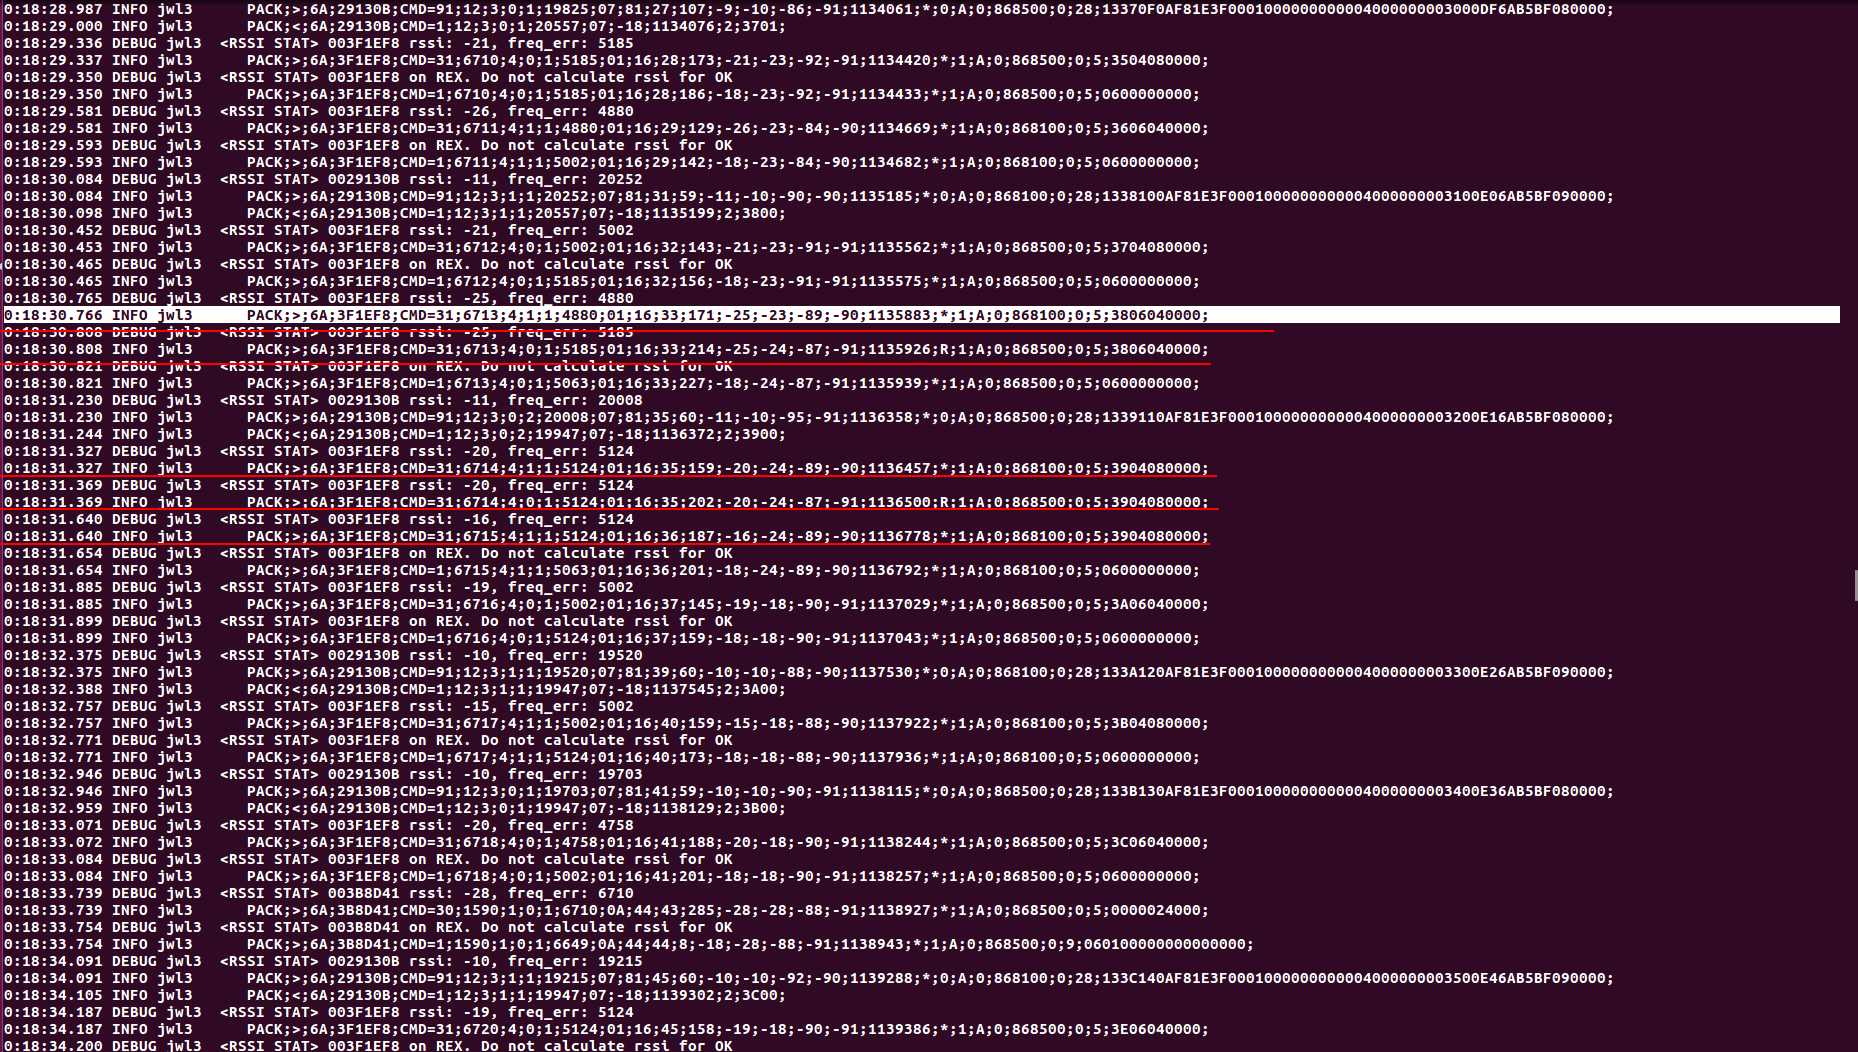 0:18:28.987 INFO jwl3      PACK;>;6A;29130B;CMD=91;12;3;0;1;19825;07;81;27;107;-9;-10;-86;-91;1134061;*;0;A;0;868500;0;28;13370F0AF81E3F0001000000000004000000003000DF6AB5BF080000;
0:18:29.000 INFO jwl3      PACK;<;6A;29130B;CMD=1;12;3;0;1;20557;07;-18;1134076;2;3701;
0:18:29.336 DEBUG jwl3  <RSSI STAT> 003F1EF8 rssi: -21, freq_err: 5185
0:18:29.337 INFO jwl3      PACK;>;6A;3F1EF8;CMD=31;6710;4;0;1;5185;01;16;28;173;-21;-23;-92;-91;1134420;*;1;A;0;868500;0;5;3504080000;
0:18:29.350 DEBUG jwl3  <RSSI STAT> 003F1EF8 on REX. Do not calculate rssi for OK
0:18:29.350 INFO jwl3      PACK;>;6A;3F1EF8;CMD=1;6710;4;0;1;5185;01;16;28;186;-18;-23;-92;-91;1134433;*;1;A;0;868500;0;5;0600000000;
0:18:29.581 DEBUG jwl3  <RSSI STAT> 003F1EF8 rssi: -26, freq_err: 4880
0:18:29.581 INFO jwl3      PACK;>;6A;3F1EF8;CMD=31;6711;4;1;1;4880;01;16;29;129;-26;-23;-84;-90;1134669;*;1;A;0;868100;0;5;3606040000;
0:18:29.593 DEBUG jwl3  <RSSI STAT> 003F1EF8 on REX. Do not calculate rssi for OK
0:18:29.593 INFO jwl3      PACK;>;6A;3F1EF8;CMD=1;6711;4;1;1;5002;01;16;29;142;-18;-23;-84;-90;1134682;*;1;A;0;868100;0;5;0600000000;
0:18:30.084 DEBUG jwl3  <RSSI STAT> 0029130B rssi: -11, freq_err: 20252
0:18:30.084 INFO jwl3      PACK;>;6A;29130B;CMD=91;12;3;1;1;20252;07;81;31;59;-11;-10;-90;-90;1135185;*;0;A;0;868100;0;28;1338100AF81E3F0001000000000004000000003100E06AB5BF090000;
0:18:30.098 INFO jwl3      PACK;<;6A;29130B;CMD=1;12;3;1;1;20557;07;-18;1135199;2;3800;
0:18:30.452 DEBUG jwl3  <RSSI STAT> 003F1EF8 rssi: -21, freq_err: 5002
0:18:30.453 INFO jwl3      PACK;>;6A;3F1EF8;CMD=31;6712;4;0;1;5002;01;16;32;143;-21;-23;-91;-91;1135562;*;1;A;0;868500;0;5;3704080000;
0:18:30.465 DEBUG jwl3  <RSSI STAT> 003F1EF8 on REX. Do not calculate rssi for OK
0:18:30.465 INFO jwl3      PACK;>;6A;3F1EF8;CMD=1;6712;4;0;1;5185;01;16;32;156;-18;-23;-91;-91;1135575;*;1;A;0;868500;0;5;0600000000;
0:18:30.765 DEBUG jwl3  <RSSI STAT> 003F1EF8 rssi: -25, freq_err: 4880
0:18:30.766 INFO jwl3      PACK;>;6A;3F1EF8;CMD=31;6713;4;1;1;4880;01;16;33;171;-25;-23;-89;-90;1135883;*;1;A;0;868100;0;5;3806040000;
0:18:30.808 DEBUG jwl3  <RSSI STAT> 003F1EF8 rssi: -25, freq_err: 5185
0:18:30.808 INFO jwl3      PACK;>;6A;3F1EF8;CMD=31;6713;4;0;1;5185;01;16;33;214;-25;-24;-87;-91;1135926;R;1;A;0;868500;0;5;3806040000;
0:18:30.821 DEBUG jwl3  <RSSI STAT> 003F1EF8 on REX. Do not calculate rssi for OK
0:18:30.821 INFO jwl3      PACK;>;6A;3F1EF8;CMD=1;6713;4;0;1;5063;01;16;33;227;-18;-24;-87;-91;1135939;*;1;A;0;868500;0;5;0600000000;
0:18:31.230 DEBUG jwl3  <RSSI STAT> 0029130B rssi: -11, freq_err: 20008
0:18:31.230 INFO jwl3      PACK;>;6A;29130B;CMD=91;12;3;0;2;20008;07;81;35;60;-11;-10;-95;-91;1136358;*;0;A;0;868500;0;28;1339110AF81E3F0001000000000004000000003200E16AB5BF080000;
0:18:31.244 INFO jwl3      PACK;<;6A;29130B;CMD=1;12;3;0;2;19947;07;-18;1136372;2;3900;
0:18:31.327 DEBUG jwl3  <RSSI STAT> 003F1EF8 rssi: -20, freq_err: 5124
0:18:31.327 INFO jwl3      PACK;>;6A;3F1EF8;CMD=31;6714;4;1;1;5124;01;16;35;159;-20;-24;-89;-90;1136457;*;1;A;0;868100;0;5;3904080000;
0:18:31.369 DEBUG jwl3  <RSSI STAT> 003F1EF8 rssi: -20, freq_err: 5124
0:18:31.369 INFO jwl3      PACK;>;6A;3F1EF8;CMD=31;6714;4;0;1;5124;01;16;35;202;-20;-24;-87;-91;1136500;R;1;A;0;868500;0;5;3904080000;
0:18:31.640 DEBUG jwl3  <RSSI STAT> 003F1EF8 rssi: -16, freq_err: 5124
0:18:31.640 INFO jwl3      PACK;>;6A;3F1EF8;CMD=31;6715;4;1;1;5124;01;16;36;187;-16;-24;-89;-90;1136778;*;1;A;0;868100;0;5;3904080000;
0:18:31.654 DEBUG jwl3  <RSSI STAT> 003F1EF8 on REX. Do not calculate rssi for OK
0:18:31.654 INFO jwl3      PACK;>;6A;3F1EF8;CMD=1;6715;4;1;1;5063;01;16;36;201;-18;-24;-89;-90;1136792;*;1;A;0;868100;0;5;0600000000;
0:18:31.885 DEBUG jwl3  <RSSI STAT> 003F1EF8 rssi: -19, freq_err: 5002
0:18:31.885 INFO jwl3      PACK;>;6A;3F1EF8;CMD=31;6716;4;0;1;5002;01;16;37;145;-19;-18;-90;-91;1137029;*;1;A;0;868500;0;5;3A06040000;
0:18:31.899 DEBUG jwl3  <RSSI STAT> 003F1EF8 on REX. Do not calculate rssi for OK
0:18:31.899 INFO jwl3      PACK;>;6A;3F1EF8;CMD=1;6716;4;0;1;5124;01;16;37;159;-18;-18;-90;-91;1137043;*;1;A;0;868500;0;5;0600000000;
0:18:32.375 DEBUG jwl3  <RSSI STAT> 0029130B rssi: -10, freq_err: 19520
0:18:32.375 INFO jwl3      PACK;>;6A;29130B;CMD=91;12;3;1;1;19520;07;81;39;60;-10;-10;-88;-90;1137530;*;0;A;0;868100;0;28;133A120AF81E3F0001000000000004000000003300E26AB5BF090000;
0:18:32.388 INFO jwl3      PACK;<;6A;29130B;CMD=1;12;3;1;1;19947;07;-18;1137545;2;3A00;
0:18:32.757 DEBUG jwl3  <RSSI STAT> 003F1EF8 rssi: -15, freq_err: 5002
0:18:32.757 INFO jwl3      PACK;>;6A;3F1EF8;CMD=31;6717;4;1;1;5002;01;16;40;159;-15;-18;-88;-90;1137922;*;1;A;0;868100;0;5;3B04080000;
0:18:32.771 DEBUG jwl3  <RSSI STAT> 003F1EF8 on REX. Do not calculate rssi for OK
0:18:32.771 INFO jwl3      PACK;>;6A;3F1EF8;CMD=1;6717;4;1;1;5124;01;16;40;173;-18;-18;-88;-90;1137936;*;1;A;0;868100;0;5;0600000000;
0:18:32.946 DEBUG jwl3  <RSSI STAT> 0029130B rssi: -10, freq_err: 19703
0:18:32.946 INFO jwl3      PACK;>;6A;29130B;CMD=91;12;3;0;1;19703;07;81;41;59;-10;-10;-90;-91;1138115;*;0;A;0;868500;0;28;133B130AF81E3F0001000000000004000000003400E36AB5BF080000;
0:18:32.959 INFO jwl3      PACK;<;6A;29130B;CMD=1;12;3;0;1;19947;07;-18;1138129;2;3B00;
0:18:33.071 DEBUG jwl3  <RSSI STAT> 003F1EF8 rssi: -20, freq_err: 4758
0:18:33.072 INFO jwl3      PACK;>;6A;3F1EF8;CMD=31;6718;4;0;1;4758;01;16;41;188;-20;-18;-90;-91;1138244;*;1;A;0;868500;0;5;3C06040000;
0:18:33.084 DEBUG jwl3  <RSSI STAT> 003F1EF8 on REX. Do not calculate rssi for OK
0:18:33.084 INFO jwl3      PACK;>;6A;3F1EF8;CMD=1;6718;4;0;1;5002;01;16;41;201;-18;-18;-90;-91;1138257;*;1;A;0;868500;0;5;0600000000;
0:18:33.739 DEBUG jwl3  <RSSI STAT> 003B8D41 rssi: -28, freq_err: 6710
0:18:33.739 INFO jwl3      PACK;>;6A;3B8D41;CMD=30;1590;1;0;1;6710;0A;44;43;285;-28;-28;-88;-91;1138927;*;1;A;0;868500;0;5;0000024000;
0:18:33.754 DEBUG jwl3  <RSSI STAT> 003B8D41 on REX. Do not calculate rssi for OK
0:18:33.754 INFO jwl3      PACK;>;6A;3B8D41;CMD=1;1590;1;0;1;6649;0A;44;44;8;-18;-28;-88;-91;1138943;*;1;A;0;868500;0;9;060100000000000000;
0:18:34.091 DEBUG jwl3  <RSSI STAT> 0029130B rssi: -10, freq_err: 19215
0:18:34.091 INFO jwl3      PACK;>;6A;29130B;CMD=91;12;3;1;1;19215;07;81;45;60;-10;-10;-92;-90;1139288;*;0;A;0;868100;0;28;133C140AF81E3F0001000000000004000000003500E46AB5BF090000;
0:18:34.105 INFO jwl3      PACK;<;6A;29130B;CMD=1;12;3;1;1;19947;07;-18;1139302;2;3C00;
0:18:34.187 DEBUG jwl3  <RSSI STAT> 003F1EF8 rssi: -19, freq_err: 5124
0:18:34.187 INFO jwl3      PACK;>;6A;3F1EF8;CMD=31;6720;4;0;1;5124;01;16;45;158;-19;-18;-90;-91;1139386;*;1;A;0;868500;0;5;3E06040000;
0:18:34.200 DEBUG jwl3  <RSSI STAT> 003F1EF8 on REX. Do not calculate rssi for OK